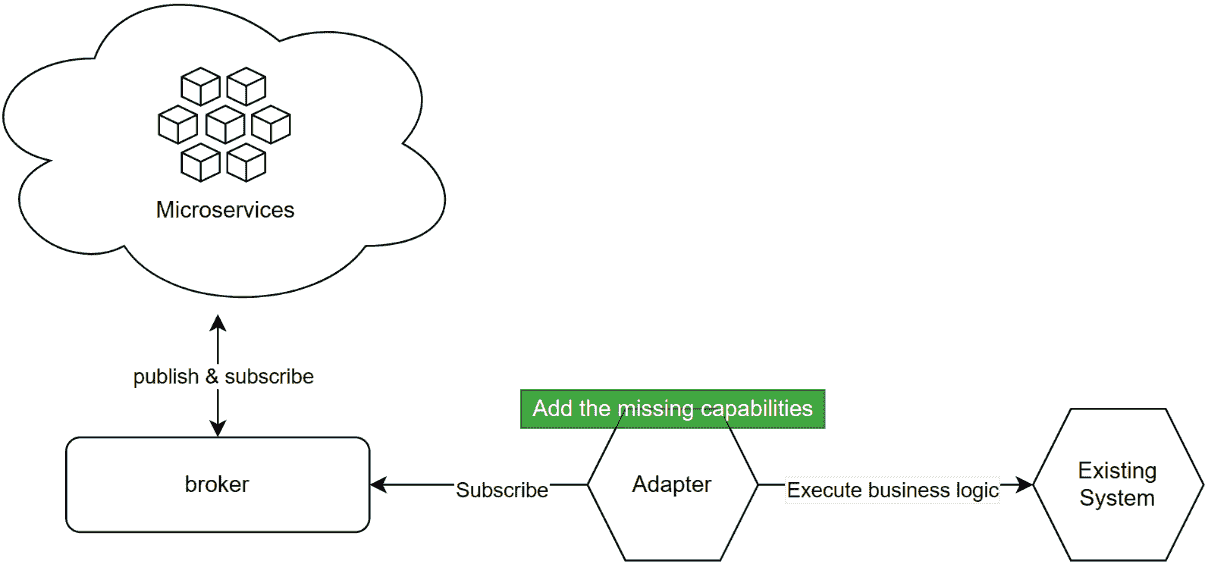 Microservices
publish & subscribe
Add the missing capabilities
broker
Subscribe
Adapter
Execute business logic
Existing
System